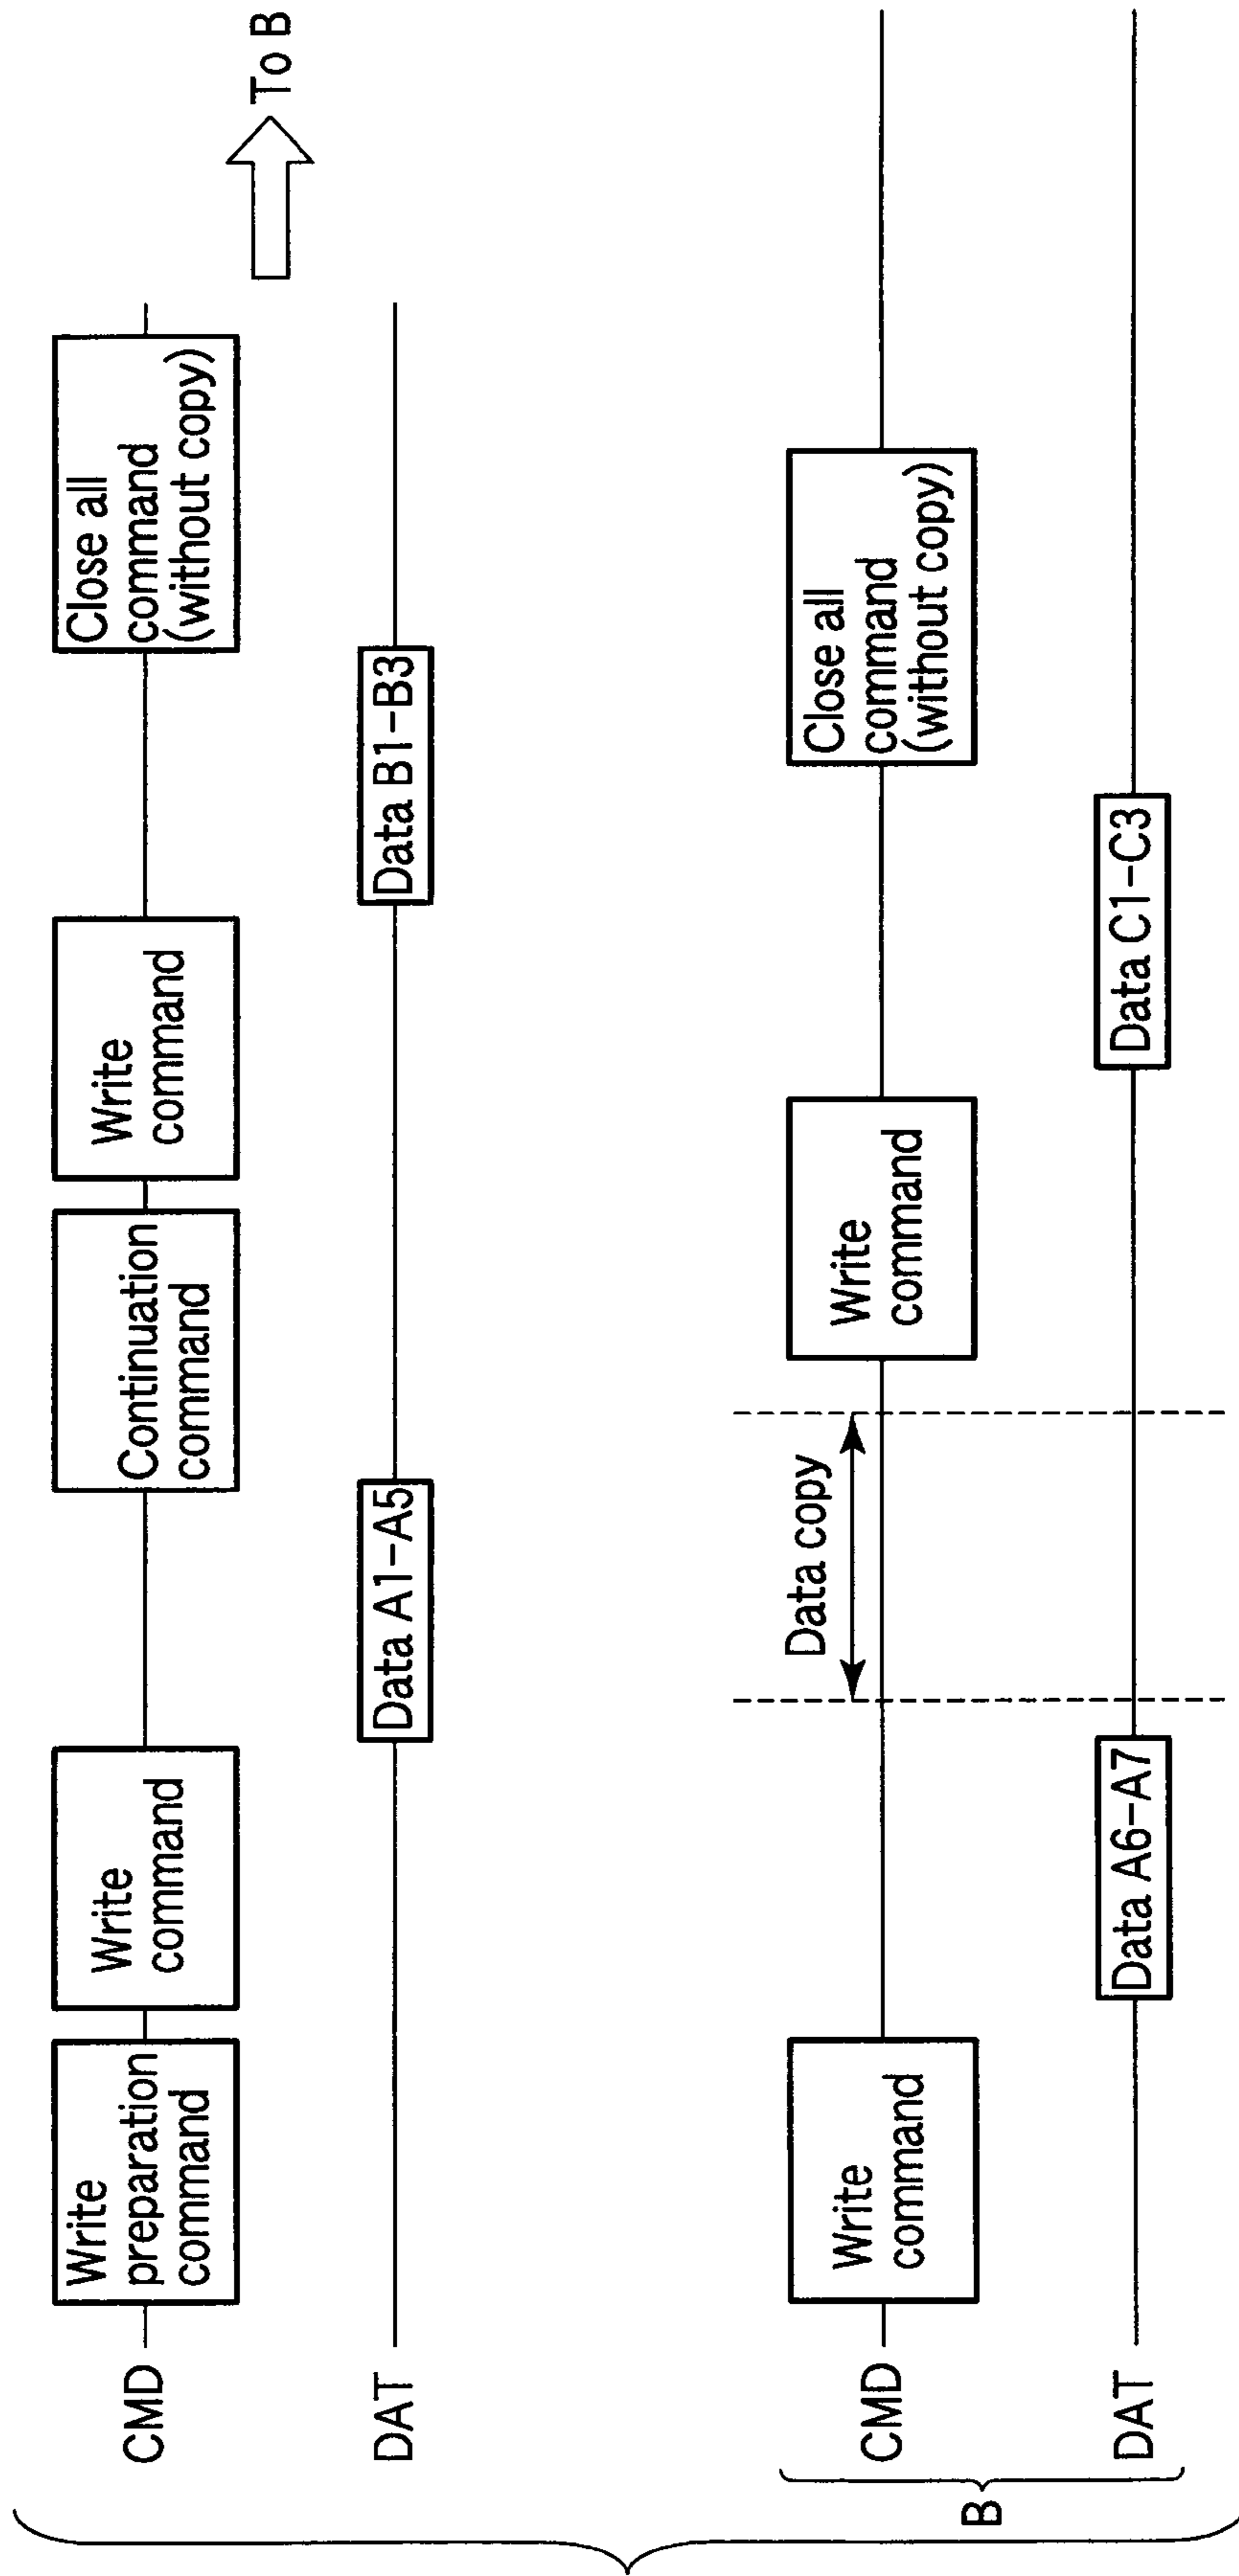 CMD
Write
preparation
command
Write
command
Continuation
command
Write
command
Close all
command
(without copy)
To B
DAT
Data A1-A5
Data B1-B3
B
CMD
Write
command
Data copy
Write
command
Close all
command
(without copy)
DAT
Data A6-A7
Data C1-C3